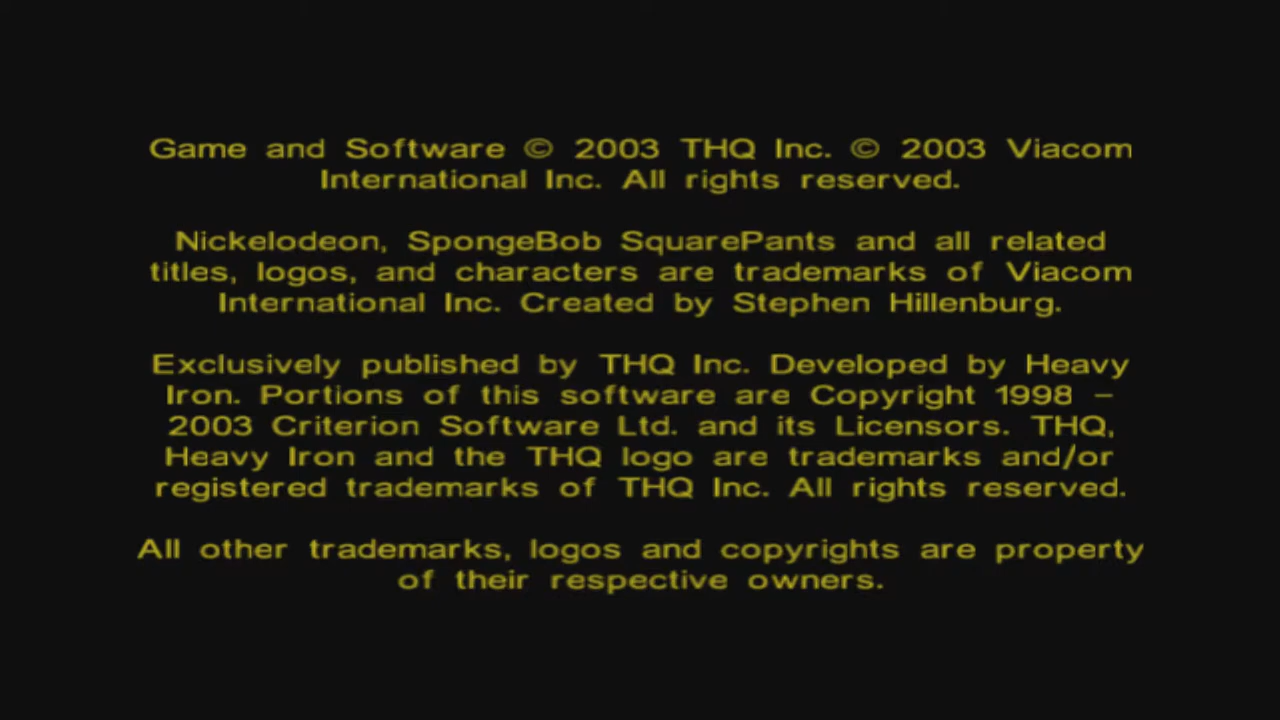 Game and Software © 2003 THQ Inc. © 2003 Viacom
International Inc. All rights reserved.
Nickelodeon, SpongeBob SquarePants and all related
titles, logos, and characters are trademarks of Viacom
International Inc. Created by Stephen Hillenburg.
Exclusively published by THQ Inc. Developed by Heavy
Iron. Portions of this software are Copyright 1998 –
2003 Criterion Software Ltd. and its Licensors. THQ,
Heavy Iron and the THQ logo are trademarks and/or
registered trademarks of THQ Inc. All rights reserved.
All other trademarks, logos and copyrights are property
of their respective owners.